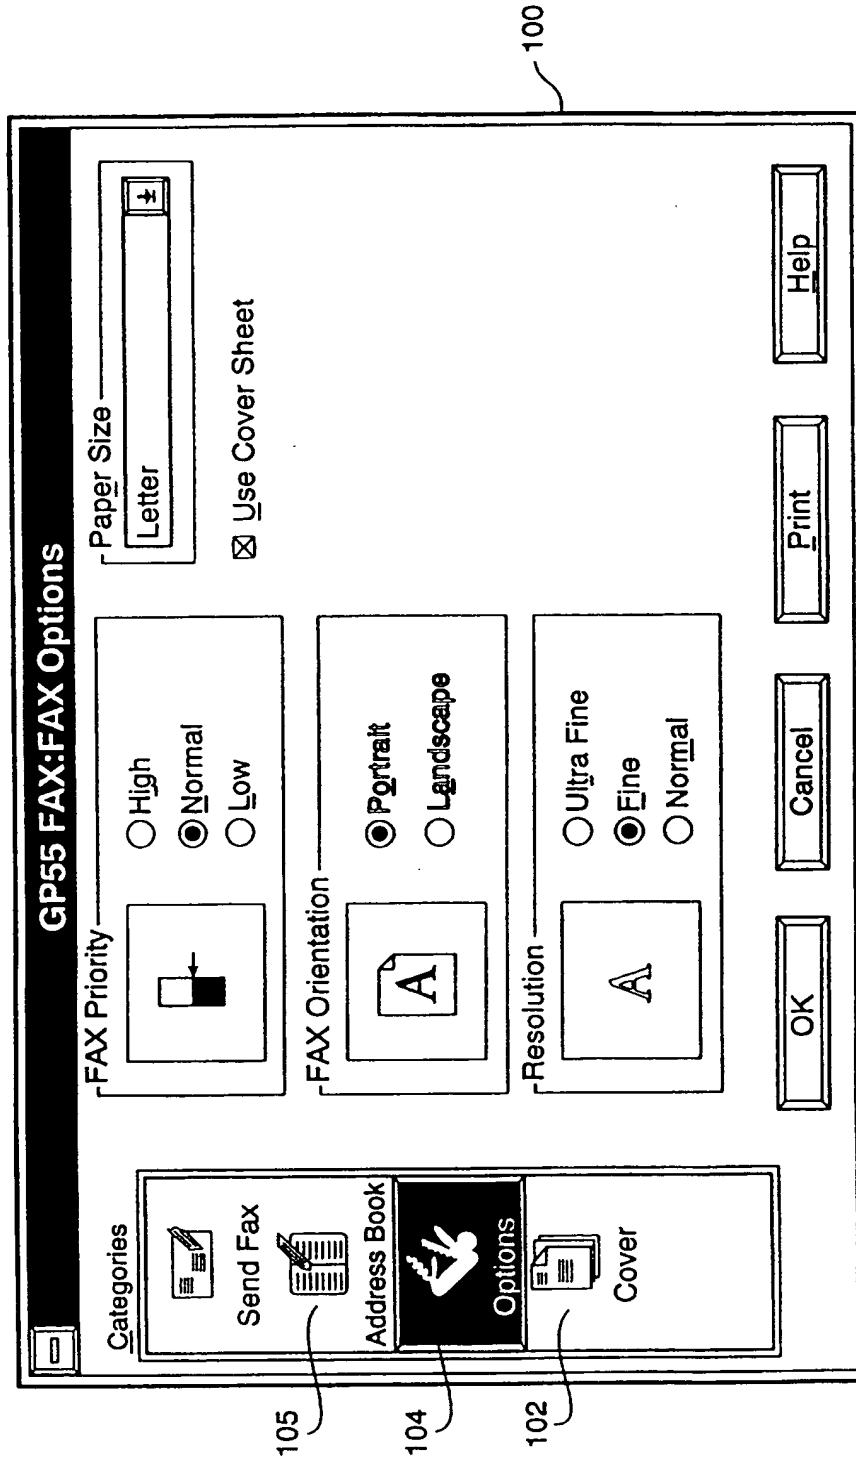 GP55 FAX:FAX Options
Categories
Send Fax
Address Book
Options
Cover
FAX Priority
High
Normal
Low
FAX Orientation
A
Portrait
Landscape
Resolution
A
Ultra Fine
Fine
Normal
Paper Size
Letter
Use Cover Sheet
OK
Cancel
Print
Help
105
104
102
100